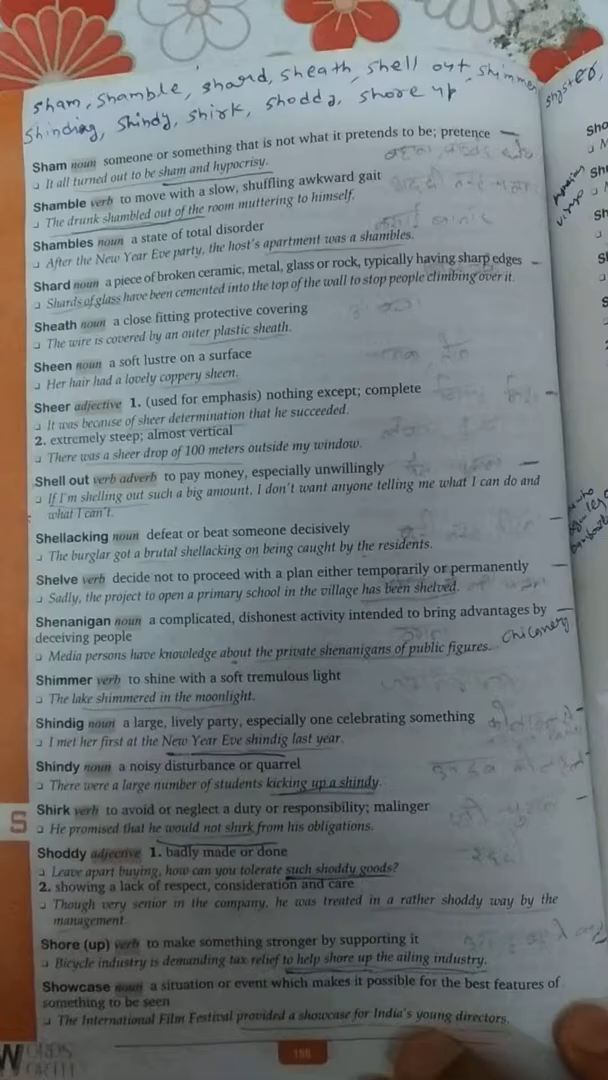 sham, shamble, shard, sheath, shell out, shimmer
shindig, shindy, shirk, shoddy, shore up
shyster,
Sham noun someone or something that is not what it pretends to be; pretence
❏ It all turned out to be sham and hypocrisy.
Shamble verb to move with a slow, shuffling awkward gait
❏ The drunk shambled out of the room muttering to himself.
Shambles noun a state of total disorder
❏ After the New Year Eve party, the host's apartment was a shambles.
Shard noun a piece of broken ceramic, metal, glass or rock, typically having sharp edges
❏ Shards of glass have been cemented into the top of the wall to stop people climbing over it.
Sheath noun a close fitting protective covering
❏ The wire is covered by an outer plastic sheath.
Sheen noun a soft lustre on a surface
❏ Her hair had a lovely coppery sheen.
Sheer adjective 1. (used for emphasis) nothing except; complete
❏ It was because of sheer determination that he succeeded.
2. extremely steep; almost vertical
❏ There was a sheer drop of 100 meters outside my window.
Shell out verb adverb to pay money, especially unwillingly
❏ If I'm shelling out such a big amount, I don't want anyone telling me what I can do and
what I can't.
Shellacking noun defeat or beat someone decisively
❏ The burglar got a brutal shellacking on being caught by the residents.
Shelve verb decide not to proceed with a plan either temporarily or permanently
❏ Sadly, the project to open a primary school in the village has been shelved.
Shenanigan noun a complicated, dishonest activity intended to bring advantages by
deceiving people
❏ Media persons have knowledge about the private shenanigans of public figures.
Chicanery
Shimmer verb to shine with a soft tremulous light
❏ The lake shimmered in the moonlight.
Shindig noun a large, lively party, especially one celebrating something
❏ I met her first at the New Year Eve shindig last year.
Shindy noun a noisy disturbance or quarrel
❏ There were a large number of students kicking up a shindy.
S
Shirk verb to avoid or neglect a duty or responsibility; malinger
❏ He promised that he would not shirk from his obligations.
Shoddy adjective 1. badly made or done
❏ Leave apart buying, how can you tolerate such shoddy goods?
2. showing a lack of respect, consideration and care
❏ Though very senior in the company, he was treated in a rather shoddy way by the
management.
Shore (up) verb to make something stronger by supporting it
❏ Bicycle industry is demanding tax relief to help shore up the ailing industry.
Showcase noun a situation or event which makes it possible for the best features of
something to be seen
❏ The International Film Festival provided a showcase for India's young directors.